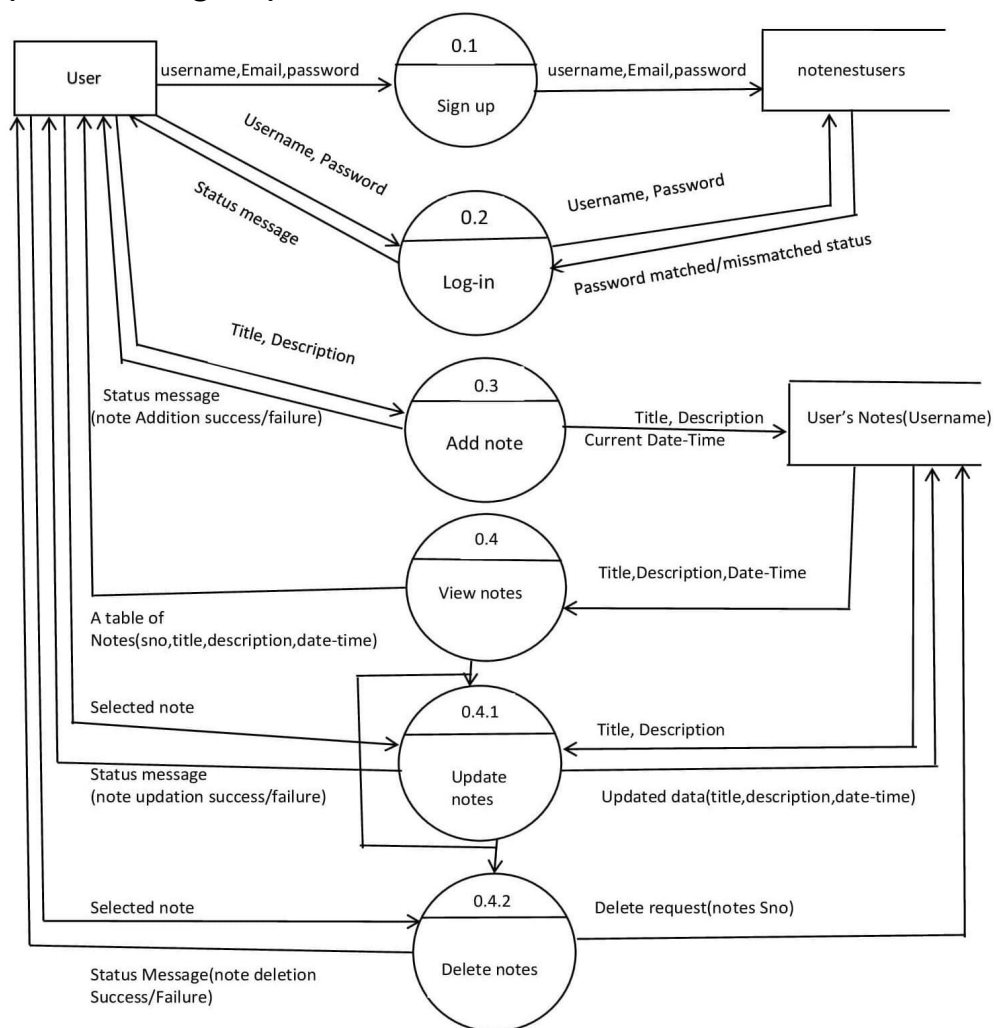 0.1
User
username,Email,password
username,Email,password
notenestusers
Sign up
Username, Password
Status message
0.2
Username, Password
Log-in
Password matched/missmatched status
Title, Description
0.3
Status message
(note Addition success/failure)
Add note
Title, Description
Current Date-Time
User's Notes(Username)
0.4
View notes
Title,Description,Date-Time
A table of
Notes(sno,title,description,date-time)
Selected note
0.4.1
Title, Description
Status message
(note updation success/failure)
Update
notes
Updated data(title,description,date-time)
Selected note
0.4.2
Delete request(notes Sno)
Delete notes
Status Message(note deletion
Success/Failure)